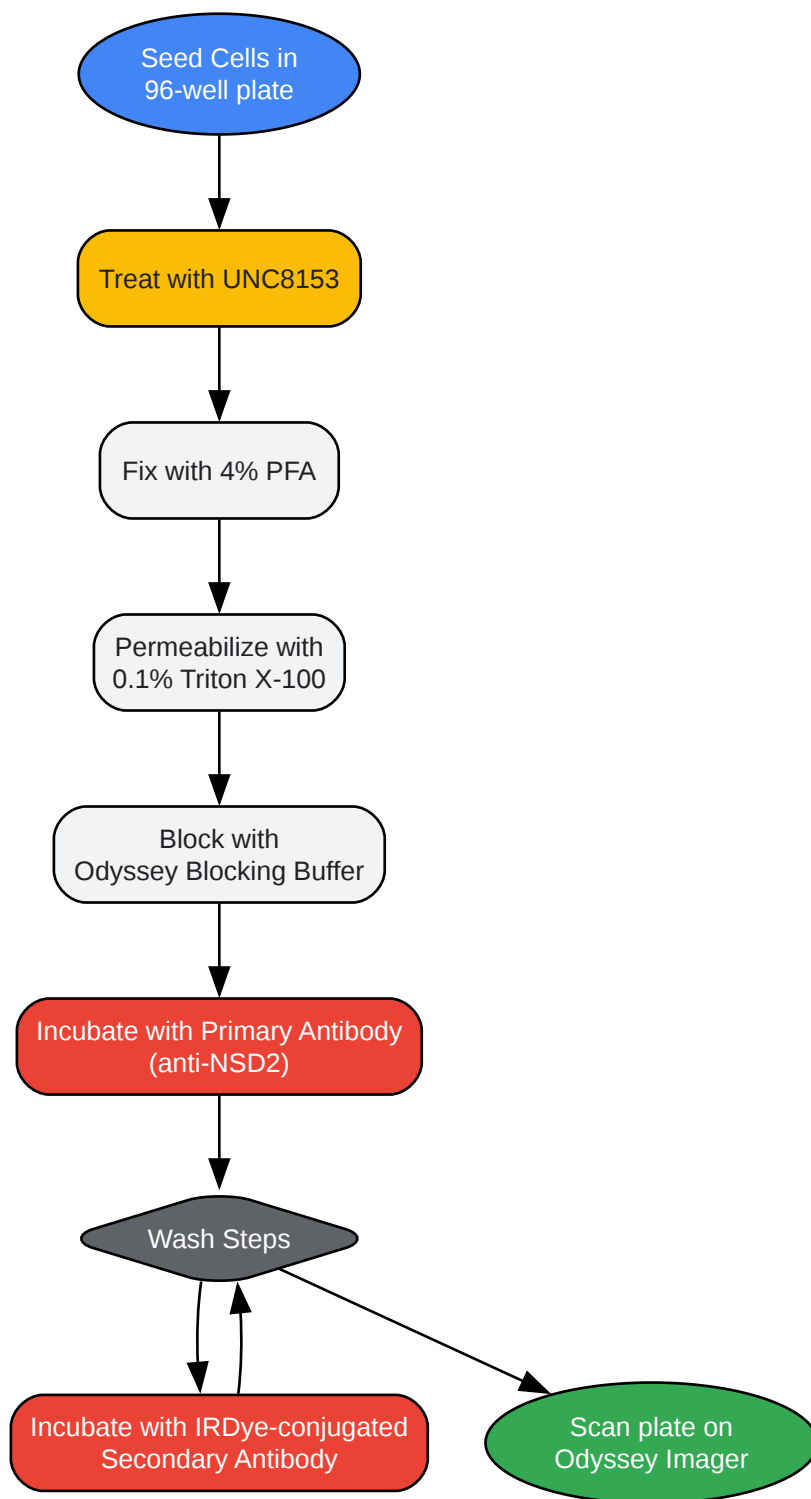 Seed Cells in
96-well plate
Treat with UNC8153
Fix with 4% PFA
Permeabilize with
0.1% Triton X-100
Block with
Odyssey Blocking Buffer
Incubate with Primary Antibody
(anti-NSD2)
Wash Steps
Incubate with IRDye-conjugated
Secondary Antibody
Scan plate on
Odyssey Imager